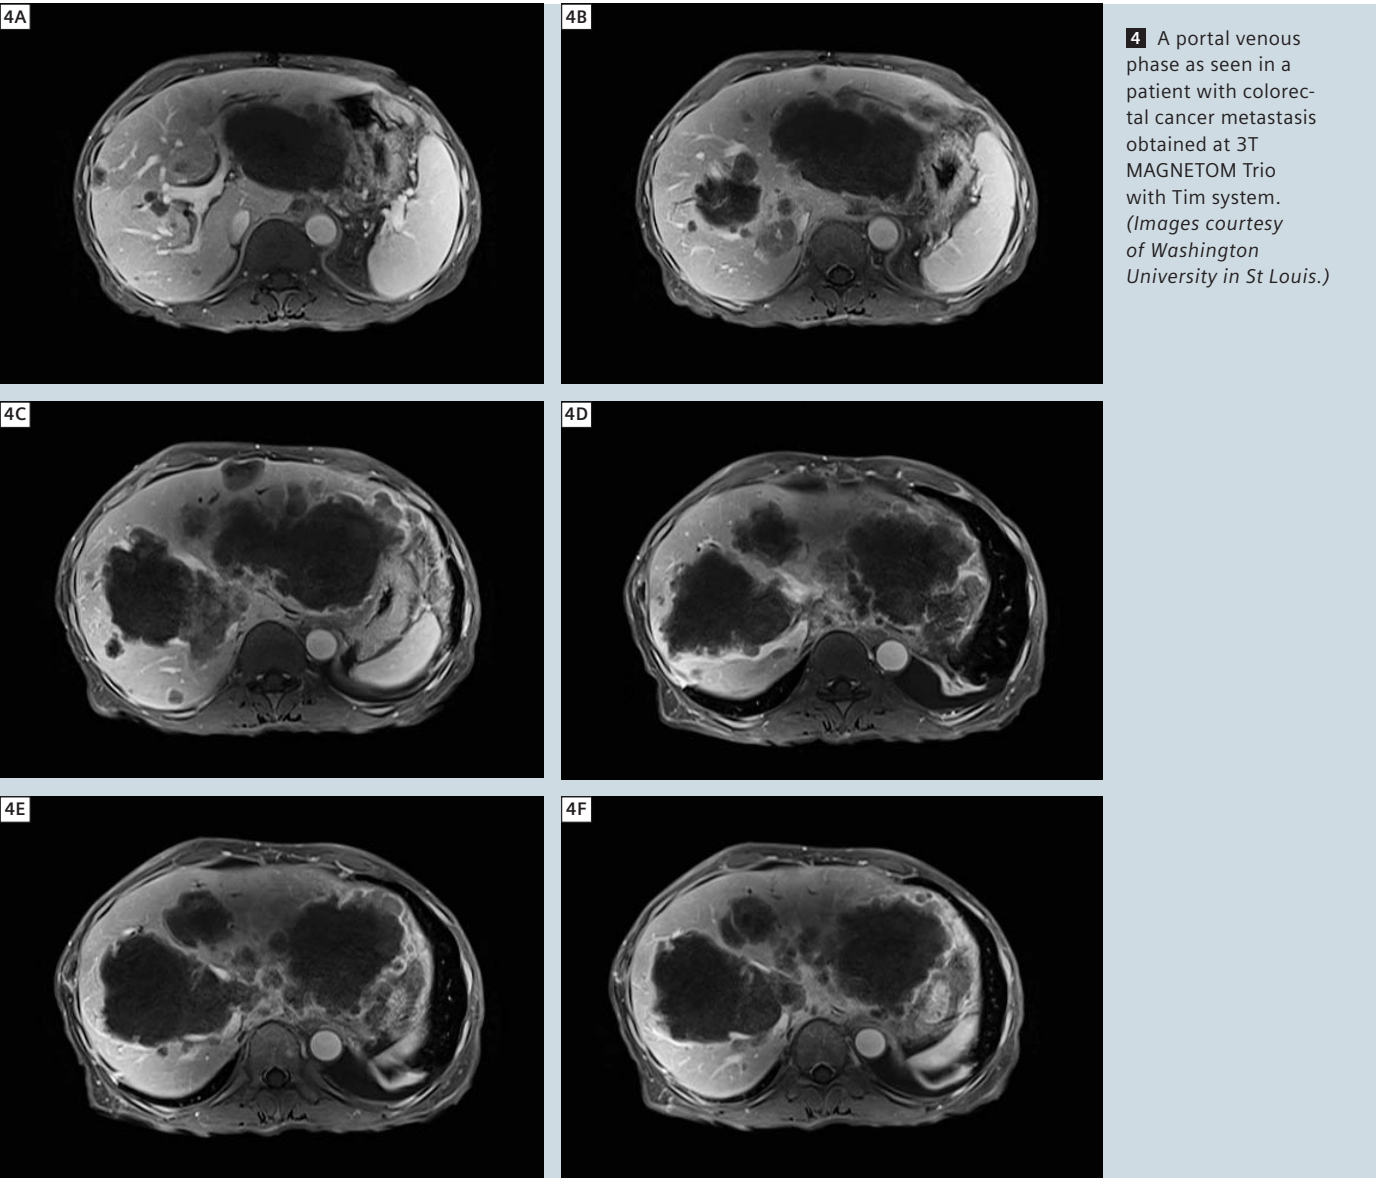 4A
4B
4 A portal venous
phase as seen in a
patient with colorec-
tal cancer metastasis
obtained at 3T
MAGNETOM Trio
with Tim system.
(Images courtesy
of Washington
University in St Louis.)
4C
4D
4E
4F